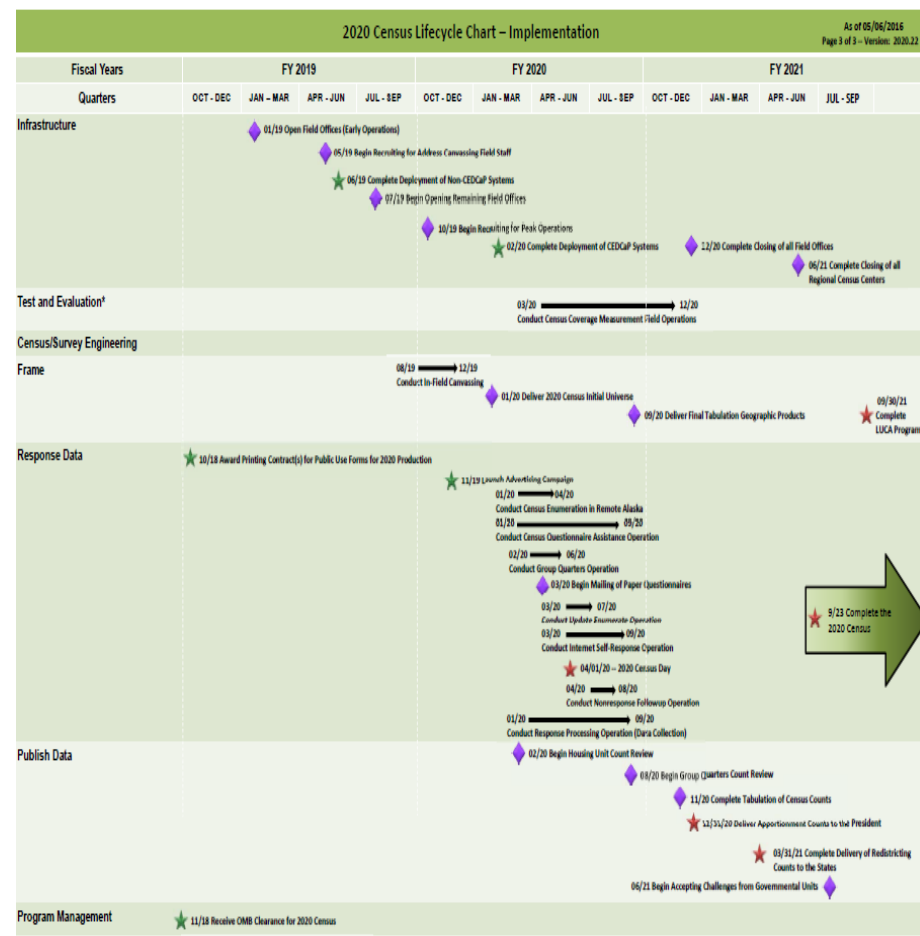 2020 Census Lifecycle Chart – Implementation
As of 05/06/2016
Page 3 of 3 – Version: 2020.22
Fiscal Years
FY 2019
FY 2020
FY 2021
Quarters
OCT - DEC
JAN – MAR
APR - JUN
JUL - SEP
OCT - DEC
JAN - MAR
APR - JUN
JUL - SEP
OCT - DEC
JAN - MAR
APR - JUN
JUL - SEP
Infrastructure
01/19 Open Field Offices (Early Operations)
05/19 Begin Recruiting for Address Canvassing Field Staff
06/19 Complete Deployment of Non-CEDCaP Systems
07/19 Begin Opening Remaining Field Offices
10/19 Begin Recruiting for Peak Operations
02/20 Complete Deployment of CEDCaP Systems
12/20 Complete Closing of all Field Offices
06/21 Complete Closing of all
Regional Census Centers
Test and Evaluation*
03/20
12/20
Conduct Census Coverage Measurement Field Operations
Census/Survey Engineering
Frame
08/19
12/19
Conduct In-Field Canvassing
01/20 Deliver 2020 Census Initial Universe
09/20 Deliver Final Tabulation Geographic Products
09/30/21
Complete
LUCA Program
Response Data
10/18 Award Printing Contract(s) for Public Use Forms for 2020 Production
11/19 Launch Advertising Campaign
01/20
04/20
Conduct Census Enumeration in Remote Alaska
01/20
09/20
Conduct Census Questionnaire Assistance Operation
02/20
06/20
Conduct Group Quarters Operation
03/20 Begin Mailing of Paper Questionnaires
03/20
07/20
Conduct Update Enumerate Operation
03/20
09/20
Conduct Internet Self-Response Operation
04/01/20 – 2020 Census Day
04/20
08/20
Conduct Nonresponse Followup Operation
01/20
09/20
Conduct Response Processing Operation (Data Collection)
9/23 Complete the
2020 Census
Publish Data
02/20 Begin Housing Unit Count Review
08/20 Begin Group Quarters Count Review
11/20 Complete Tabulation of Census Counts
12/31/20 Deliver Apportionment Counts to the President
03/31/21 Complete Delivery of Redistricting
Counts to the States
06/21 Begin Accepting Challenges from Governmental Units
Program Management
11/18 Receive OMB Clearance for 2020 Census